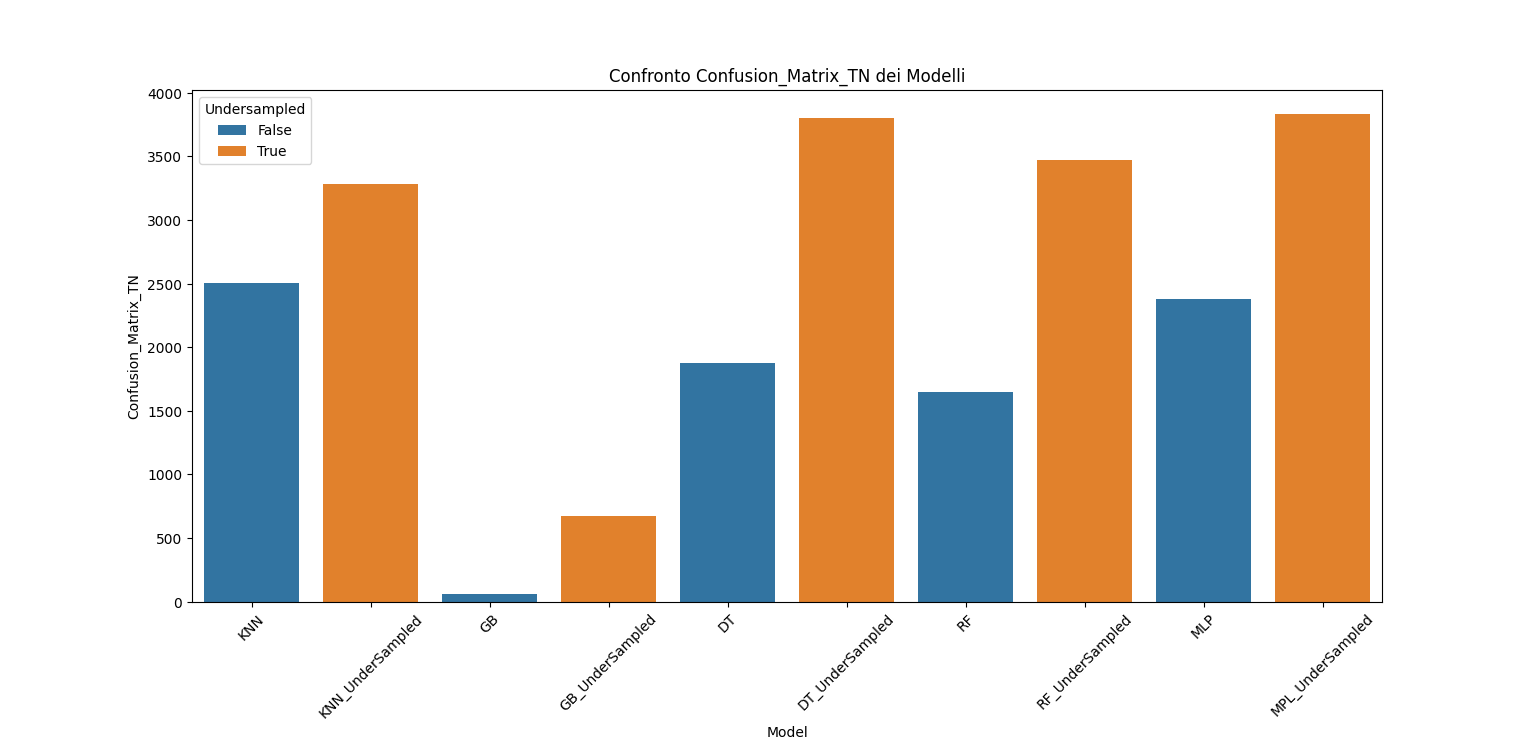 Confronto Confusion_Matrix_TN dei Modelli
Undersampled
False
True
Confusion_Matrix_TN
4000
3500
3000
2500
2000
1500
1000
500
0
KNN
KNN_UnderSampled
GB
GB_UnderSampled
DT
DT_UnderSampled
RF
RF_UnderSampled
MLP
MPL_UnderSampled
Model